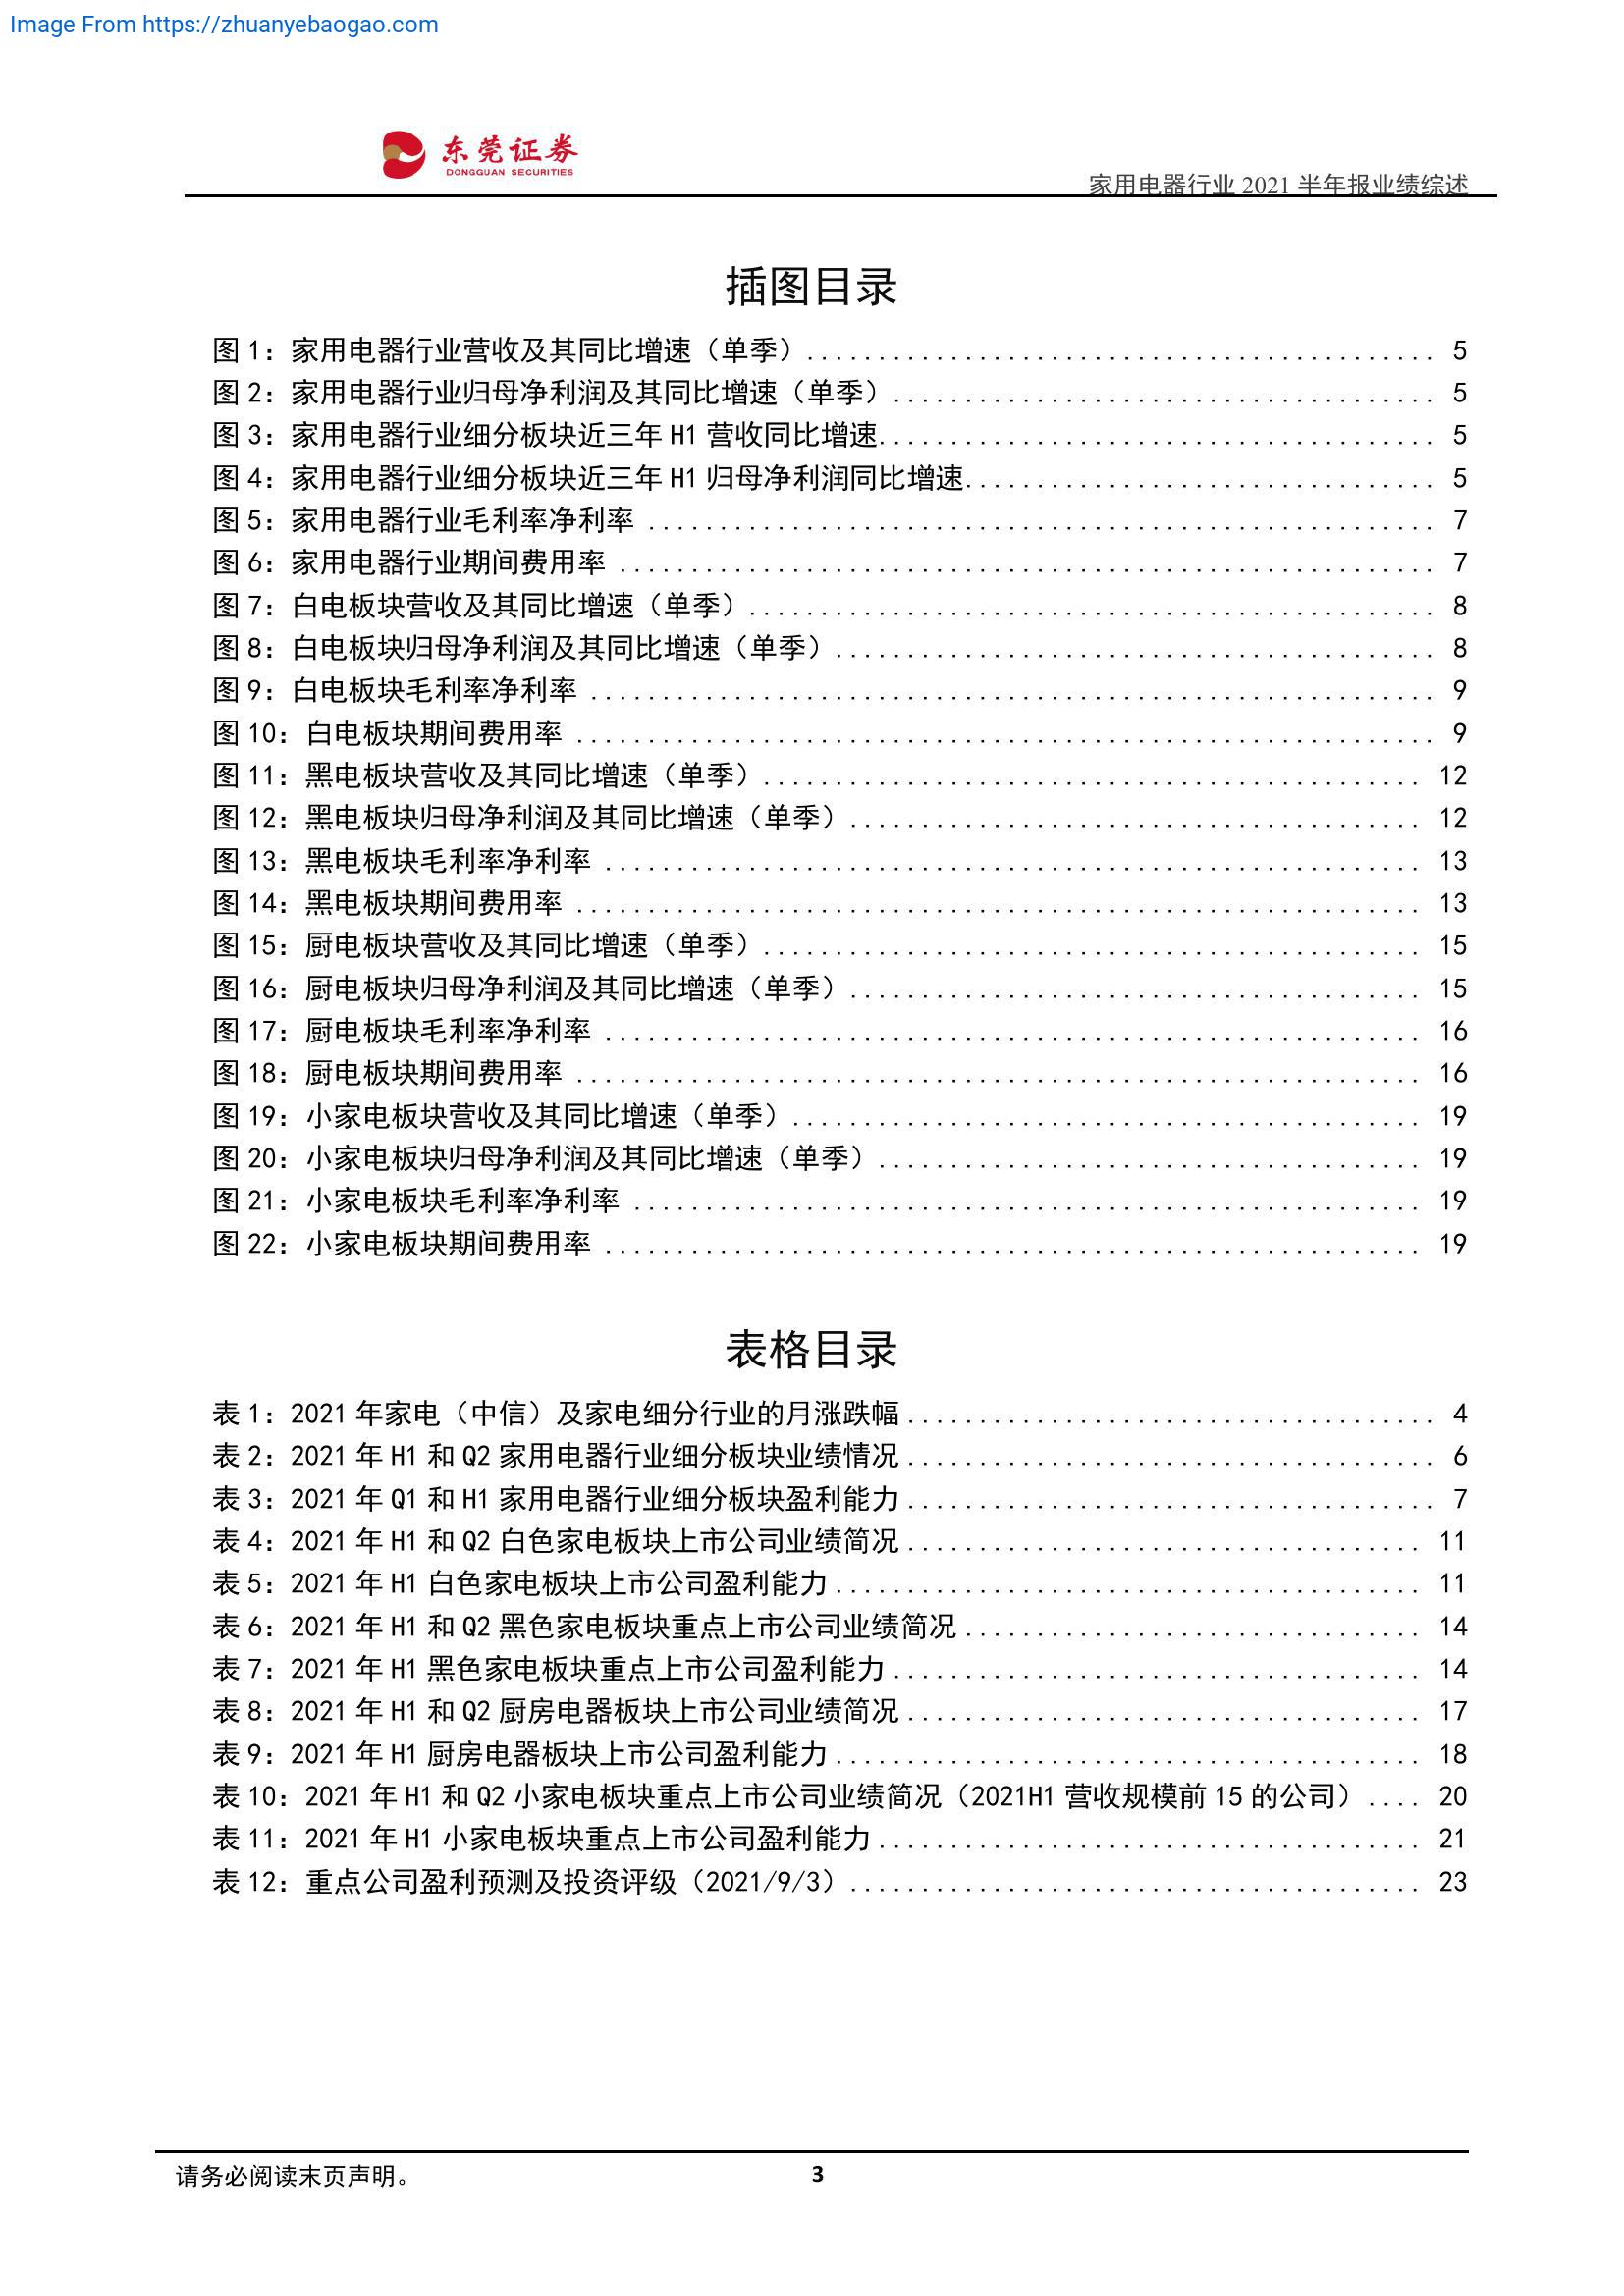 Image From https://zhuanyebaogao.com
东莞证券
DONGGUAN SECURITIES
家用电器行业 2021 半年报业绩综述
插图目录
图 1：家用电器行业营收及其同比增速（单季）............................................ 5
图 2：家用电器行业归母净利润及其同比增速（单季）...................................... 5
图 3：家用电器行业细分板块近三年 H1 营收同比增速....................................... 5
图 4：家用电器行业细分板块近三年 H1 归母净利润同比增速................................. 5
图 5：家用电器行业毛利率净利率 ....................................................... 7
图 6：家用电器行业期间费用率 ......................................................... 7
图 7：白电板块营收及其同比增速（单季）................................................ 8
图 8：白电板块归母净利润及其同比增速（单季）.......................................... 8
图 9：白电板块毛利率净利率 ........................................................... 9
图 10：白电板块期间费用率 ............................................................ 9
图 11：黑电板块营收及其同比增速（单季）.............................................. 12
图 12：黑电板块归母净利润及其同比增速（单季）........................................ 12
图 13：黑电板块毛利率净利率 ......................................................... 13
图 14：黑电板块期间费用率 ........................................................... 13
图 15：厨电板块营收及其同比增速（单季）.............................................. 15
图 16：厨电板块归母净利润及其同比增速（单季）........................................ 15
图 17：厨电板块毛利率净利率 ......................................................... 16
图 18：厨电板块期间费用率 ........................................................... 16
图 19：小家电板块营收及其同比增速（单季）............................................ 19
图 20：小家电板块归母净利润及其同比增速（单季）...................................... 19
图 21：小家电板块毛利率净利率 ....................................................... 19
图 22：小家电板块期间费用率 ......................................................... 19
表格目录
表 1：2021 年家电（中信）及家电细分行业的月涨跌幅..................................... 4
表 2：2021 年 H1 和 Q2 家用电器行业细分板块业绩情况..................................... 6
表 3：2021 年 Q1 和 H1 家用电器行业细分板块盈利能力..................................... 7
表 4：2021 年 H1 和 Q2 白色家电板块上市公司业绩简况.................................... 11
表 5：2021 年 H1 白色家电板块上市公司盈利能力......................................... 11
表 6：2021 年 H1 和 Q2 黑色家电板块重点上市公司业绩简况................................ 14
表 7：2021 年 H1 黑色家电板块重点上市公司盈利能力..................................... 14
表 8：2021 年 H1 和 Q2 厨房电器板块上市公司业绩简况.................................... 17
表 9：2021 年 H1 厨房电器板块上市公司盈利能力......................................... 18
表 10：2021 年 H1 和 Q2 小家电板块重点上市公司业绩简况（2021H1 营收规模前 15 的公司）.... 20
表 11：2021 年 H1 小家电板块重点上市公司盈利能力...................................... 21
表 12：重点公司盈利预测及投资评级（2021/9/3）........................................ 23
请务必阅读末页声明。
3